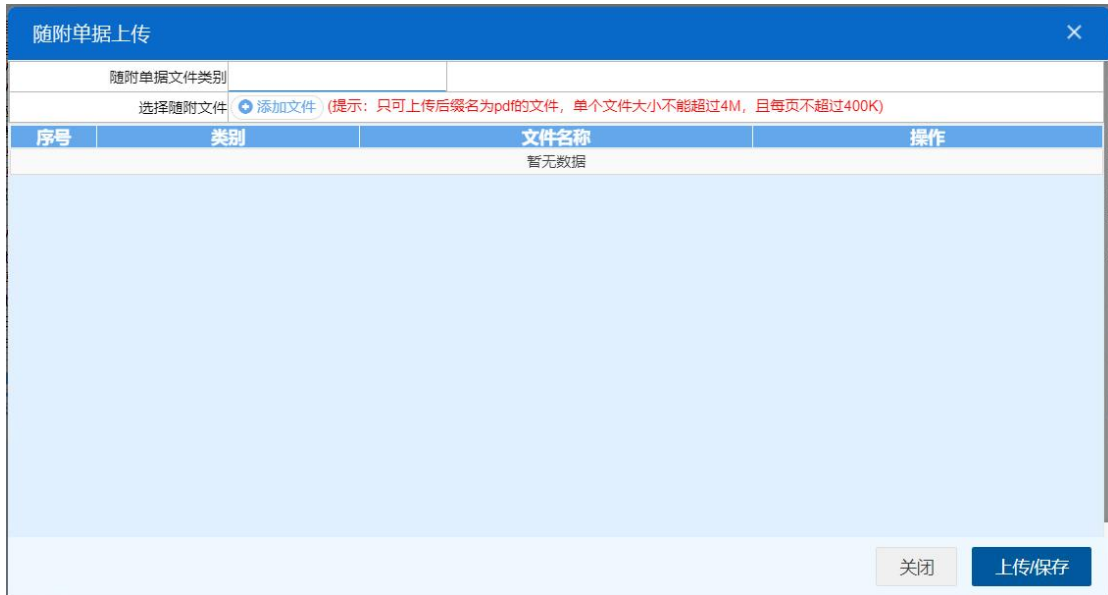 随附单据上传
随附单据文件类别
选择随附文件 添加文件 (提示：只可上传后缀名为pdf的文件，单个文件大小不能超过4M，且每页不超过400K)
序号 类别 文件名称 操作
暂无数据
关闭 上传/保存